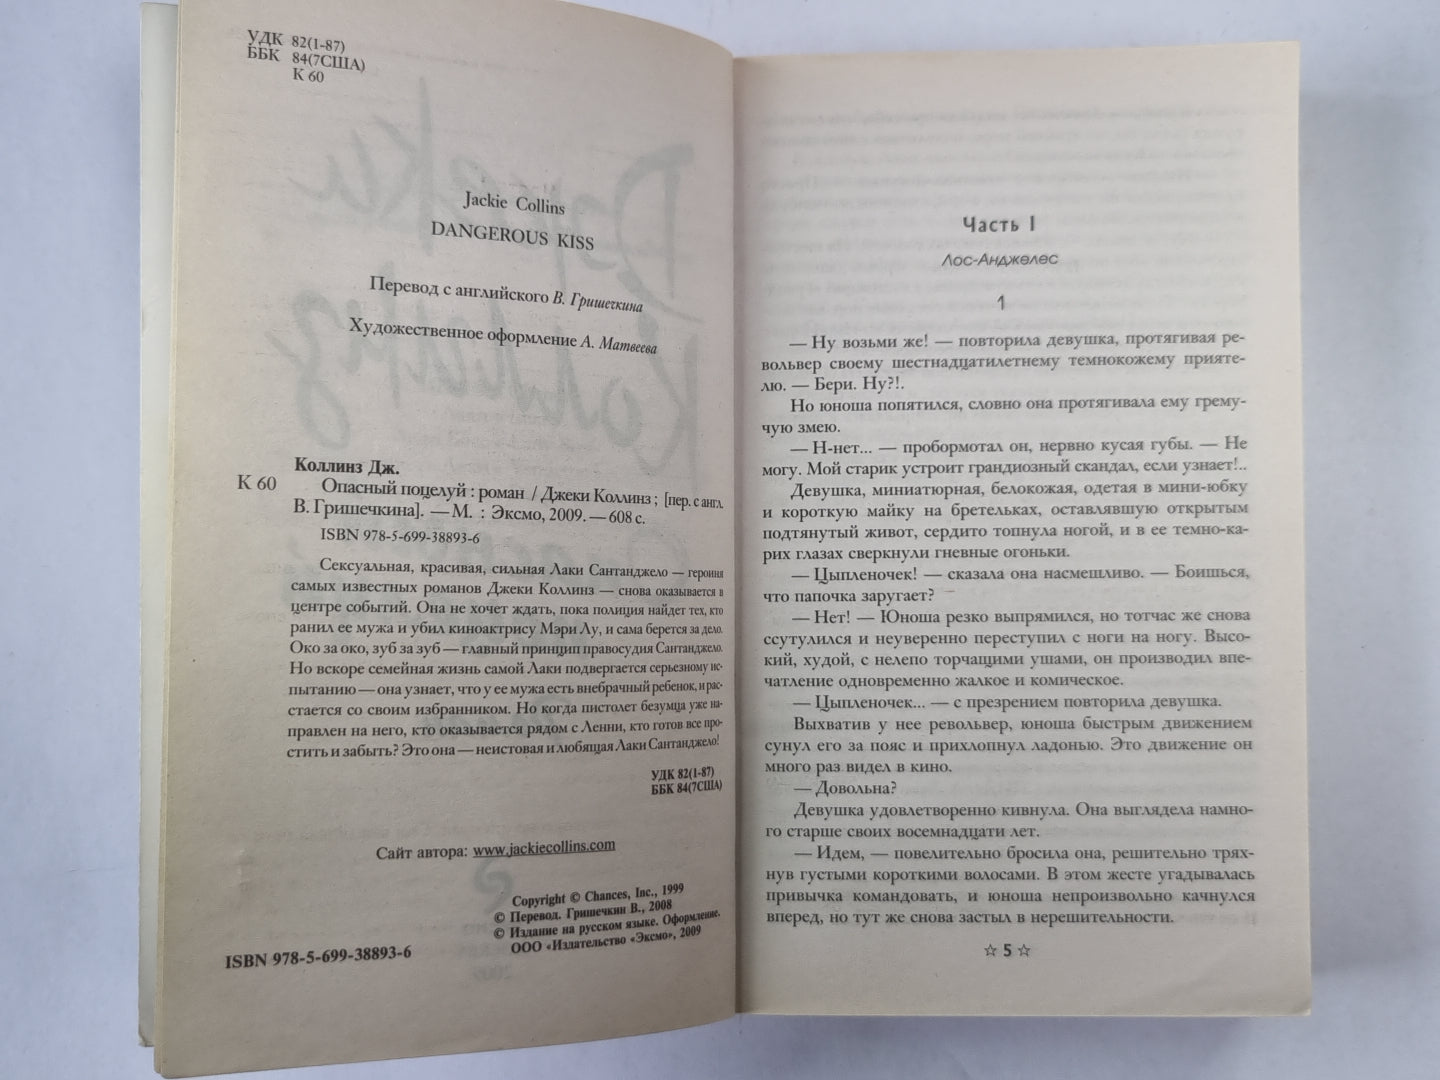 УДК 82(1-87)
ББК 84(7США)
К 60
Jackie Collins
DANGEROUS KISS
Перевод с английского В. Гришечкина
Художественное оформление А. Матвеева
Коллинз Дж.
К 60 Опасный поцелуй : роман / Джеки Коллинз ; [пер. с англ.
В. Гришечкина]. — М. : Эксмо, 2009. — 608 с.
ISBN 978-5-699-38893-6
Сексуальная, красивая, сильная Лаки Сантанджело — героиня
самых известных романов Джеки Коллинз — снова оказывается в
центре событий. Она не хочет ждать, пока полиция найдет тех, кто
ранил ее мужа и убил киноактрису Мэри Лу, и сама берется за дело.
Око за око, зуб за зуб — главный принцип правосудия Сантанджело.
Но вскоре семейная жизнь самой Лаки подвергается серьезному ис-
пытанию — она узнает, что у ее мужа есть внебрачный ребенок, и рас-
стается со своим избранником. Но когда пистолет безумца уже на-
правлен на него, кто оказывается рядом с Ленни, кто готов все про-
стить и забыть? Это она — неистовая и любящая Лаки Сантанджело!
УДК 82(1-87)
ББК 84(7США)
Сайт автора: www.jackiecollins.com
Copyright © Chances, Inc., 1999
© Перевод. Гришечкин В., 2008
© Издание на русском языке. Оформление.
ООО «Издательство «Эксмо», 2009
ISBN 978-5-699-38893-6
Часть I
Лос-Анджелес
1
— Ну возьми же! — повторила девушка, протягивая ре-
вольвер своему шестнадцатилетнему темнокожему прияте-
лю. — Бери. Ну?!.
Но юноша попятился, словно она протягивала ему грему-
чую змею.
— Н-нет... — пробормотал он, нервно кусая губы. — Не
могу. Мой старик устроит грандиозный скандал, если узнает!..
Девушка, миниатюрная, белокожая, одетая в мини-юбку
и короткую майку на бретельках, оставлявшую открытым
подтянутый живот, сердито топнула ногой, и в ее темно-ка-
рих глазах сверкнули гневные огоньки.
— Цыпленочек! — сказала она насмешливо. — Боишься,
что папочка заругает?
— Нет! — Юноша резко выпрямился, но тотчас же снова
ссутулился и неуверенно переступил с ноги на ногу. Высо-
кий, худой, с нелепо торчащими ушами, он производил впе-
чатление одновременно жалкое и комическое.
— Цыпленочек... — с презрением повторила девушка.
Выхватив у нее револьвер, юноша быстрым движением
сунул его за пояс и прихлопнул ладонью. Это движение он
много раз видел в кино.
— Довольна?
Девушка удовлетворенно кивнула. Она выглядела намно-
го старше своих восемнадцати лет.
— Идем, — повелительно бросила она, решительно трях-
нув густыми короткими волосами. В этом жесте угадывалась
привычка командовать, и юноша непроизвольно качнулся
вперед, но тут же снова застыл в нерешительности.
☆ 5 ☆